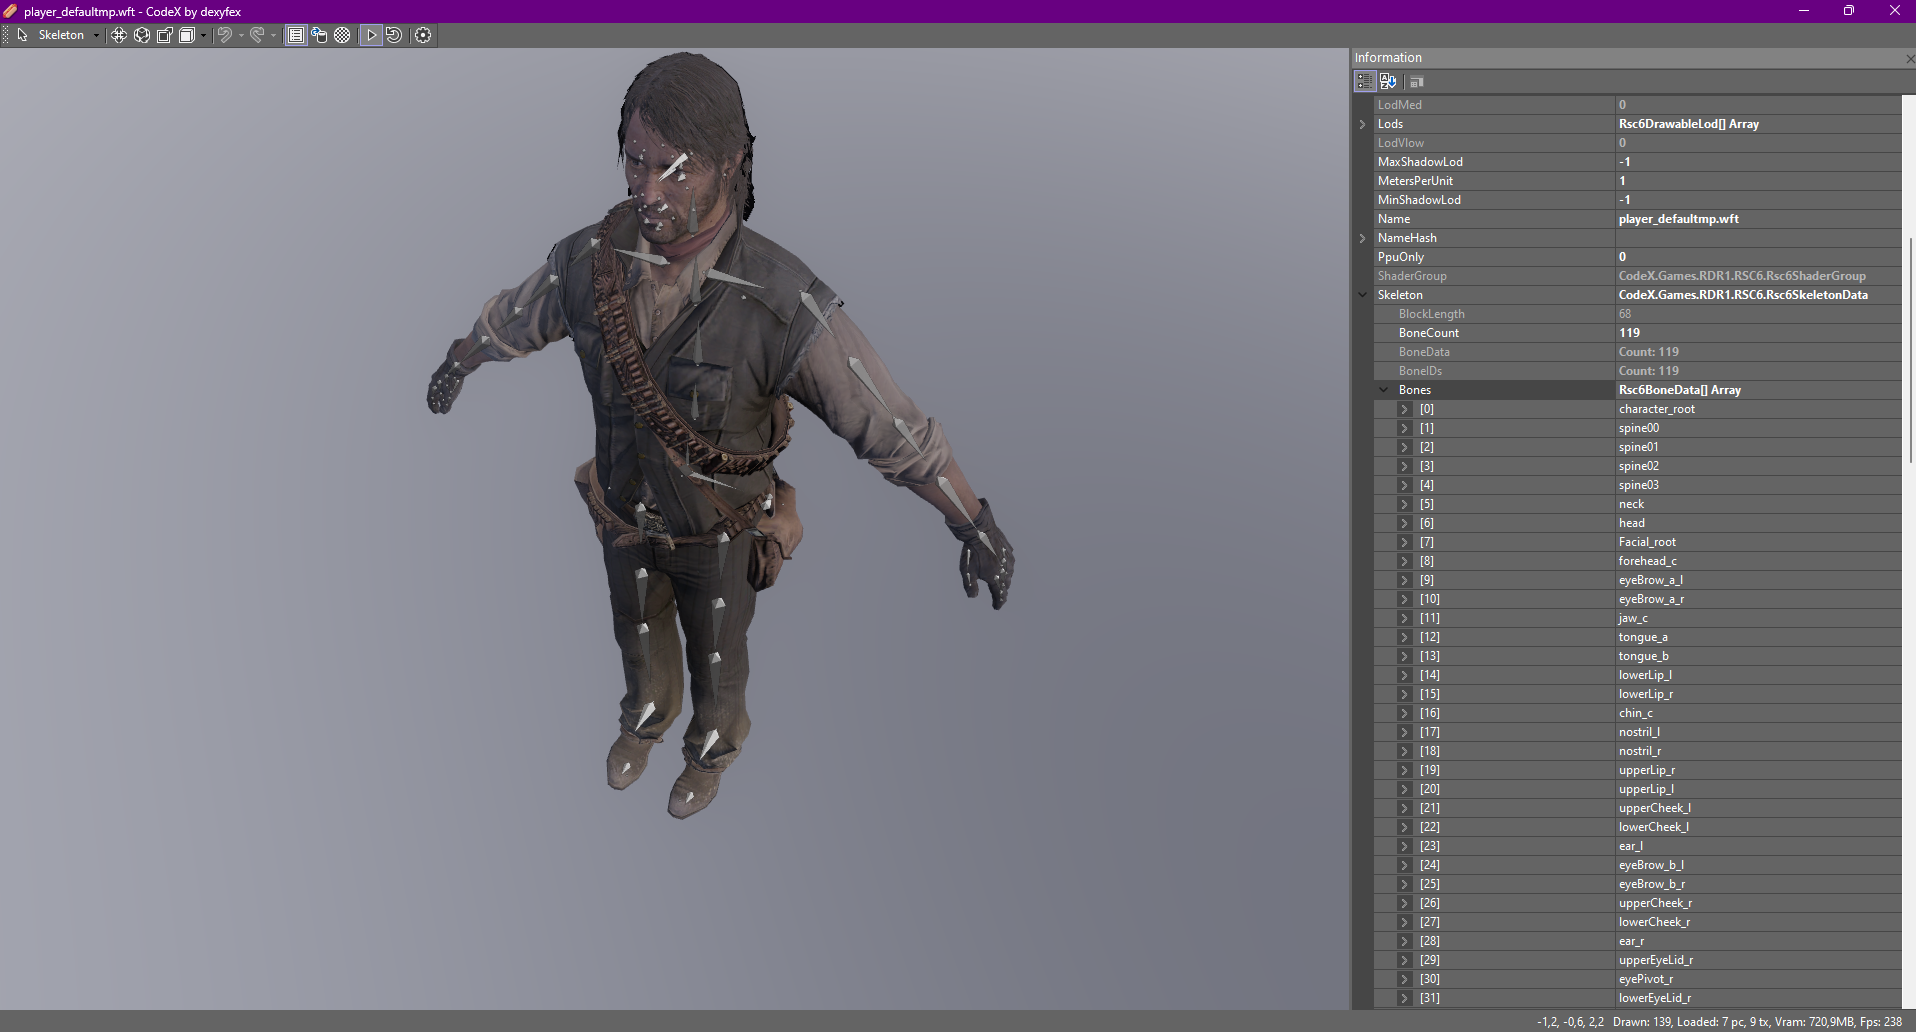 player_defaultmp.wft - CodeX by dexyfex
Skeleton
Information
LodMed 0
Lods Rsc6DrawableLod[] Array
LodVlow 0
MaxShadowLod -1
MetersPerUnit 1
MinShadowLod -1
Name player_defaultmp.wft
NameHash
PpuOnly 0
ShaderGroup CodeX.Games.RDR1.RSC6.Rsc6ShaderGroup
Skeleton CodeX.Games.RDR1.RSC6.Rsc6SkeletonData
BlockLength 68
BoneCount 119
BoneData Count: 119
BoneIDs Count: 119
Bones Rsc6BoneData[] Array
[0] character_root
[1] spine00
[2] spine01
[3] spine02
[4] spine03
[5] neck
[6] head
[7] Facial_root
[8] forehead_c
[9] eyeBrow_a_l
[10] eyeBrow_a_r
[11] jaw_c
[12] tongue_a
[13] tongue_b
[14] lowerLip_l
[15] lowerLip_r
[16] chin_c
[17] nostril_l
[18] nostril_r
[19] upperLip_r
[20] upperLip_l
[21] upperCheek_l
[22] lowerCheek_l
[23] ear_l
[24] eyeBrow_b_l
[25] eyeBrow_b_r
[26] upperCheek_r
[27] lowerCheek_r
[28] ear_r
[29] upperEyeLid_r
[30] eyePivot_r
[31] lowerEyeLid_r
-1,2, -0,6, 2,2 Drawn: 139, Loaded: 7 pc, 9 tx, Vram: 720,9MB, Fps: 238